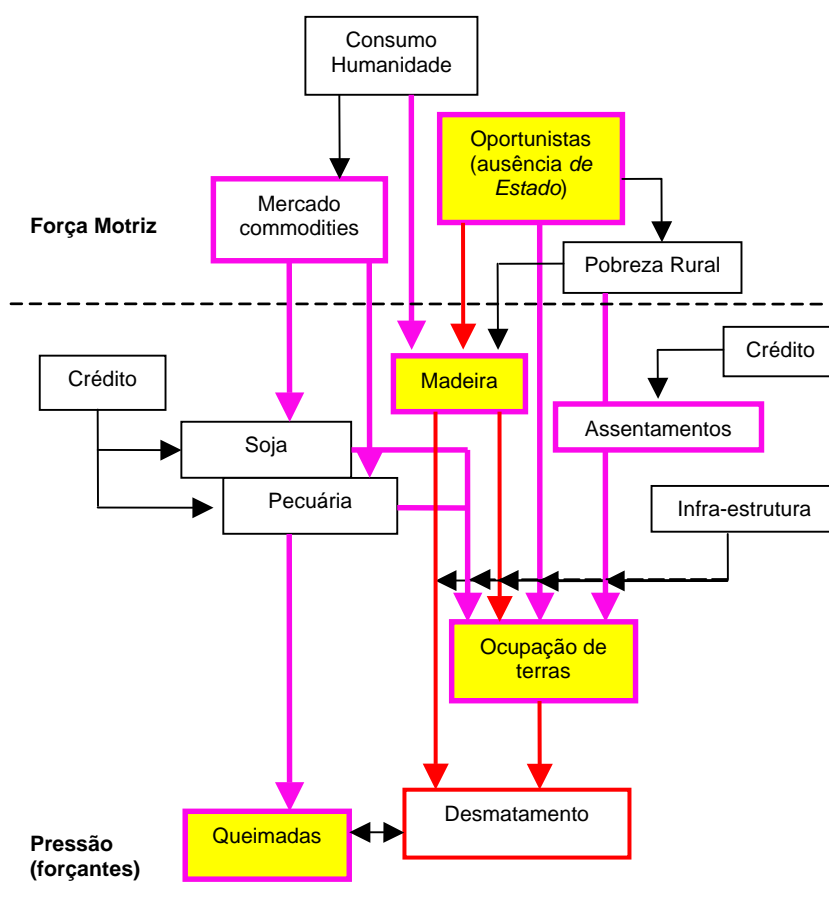 Consumo
Humanidade
Oportunistas
(ausência de
Estado)
Mercado
commodities
Força Motriz
Pobreza Rural
Crédito
Madeira
Crédito
Assentamentos
Soja
Pecuária
Infra-estrutura
Ocupação de
terras
Desmatamento
Queimadas
Pressão
(forçantes)